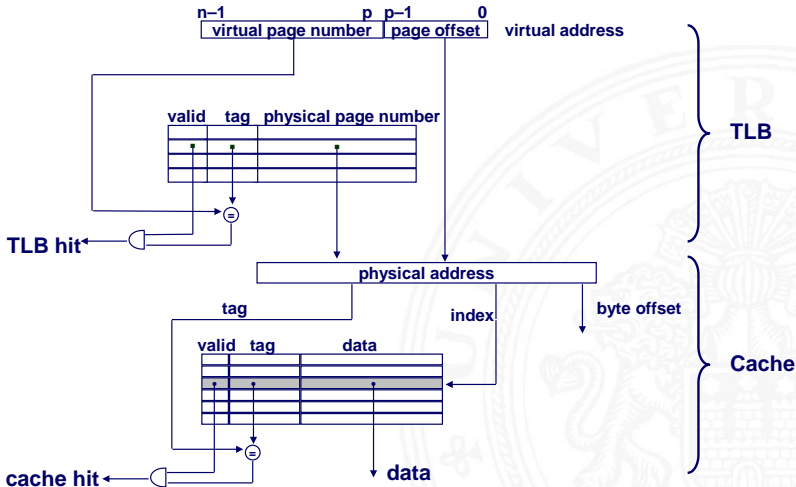 n–1 p p–1 0
virtual page number page offset virtual address
valid tag physical page number
TLB
=
TLB hit
physical address
tag index byte offset
valid tag data
Cache
=
cache hit data
UNIVER